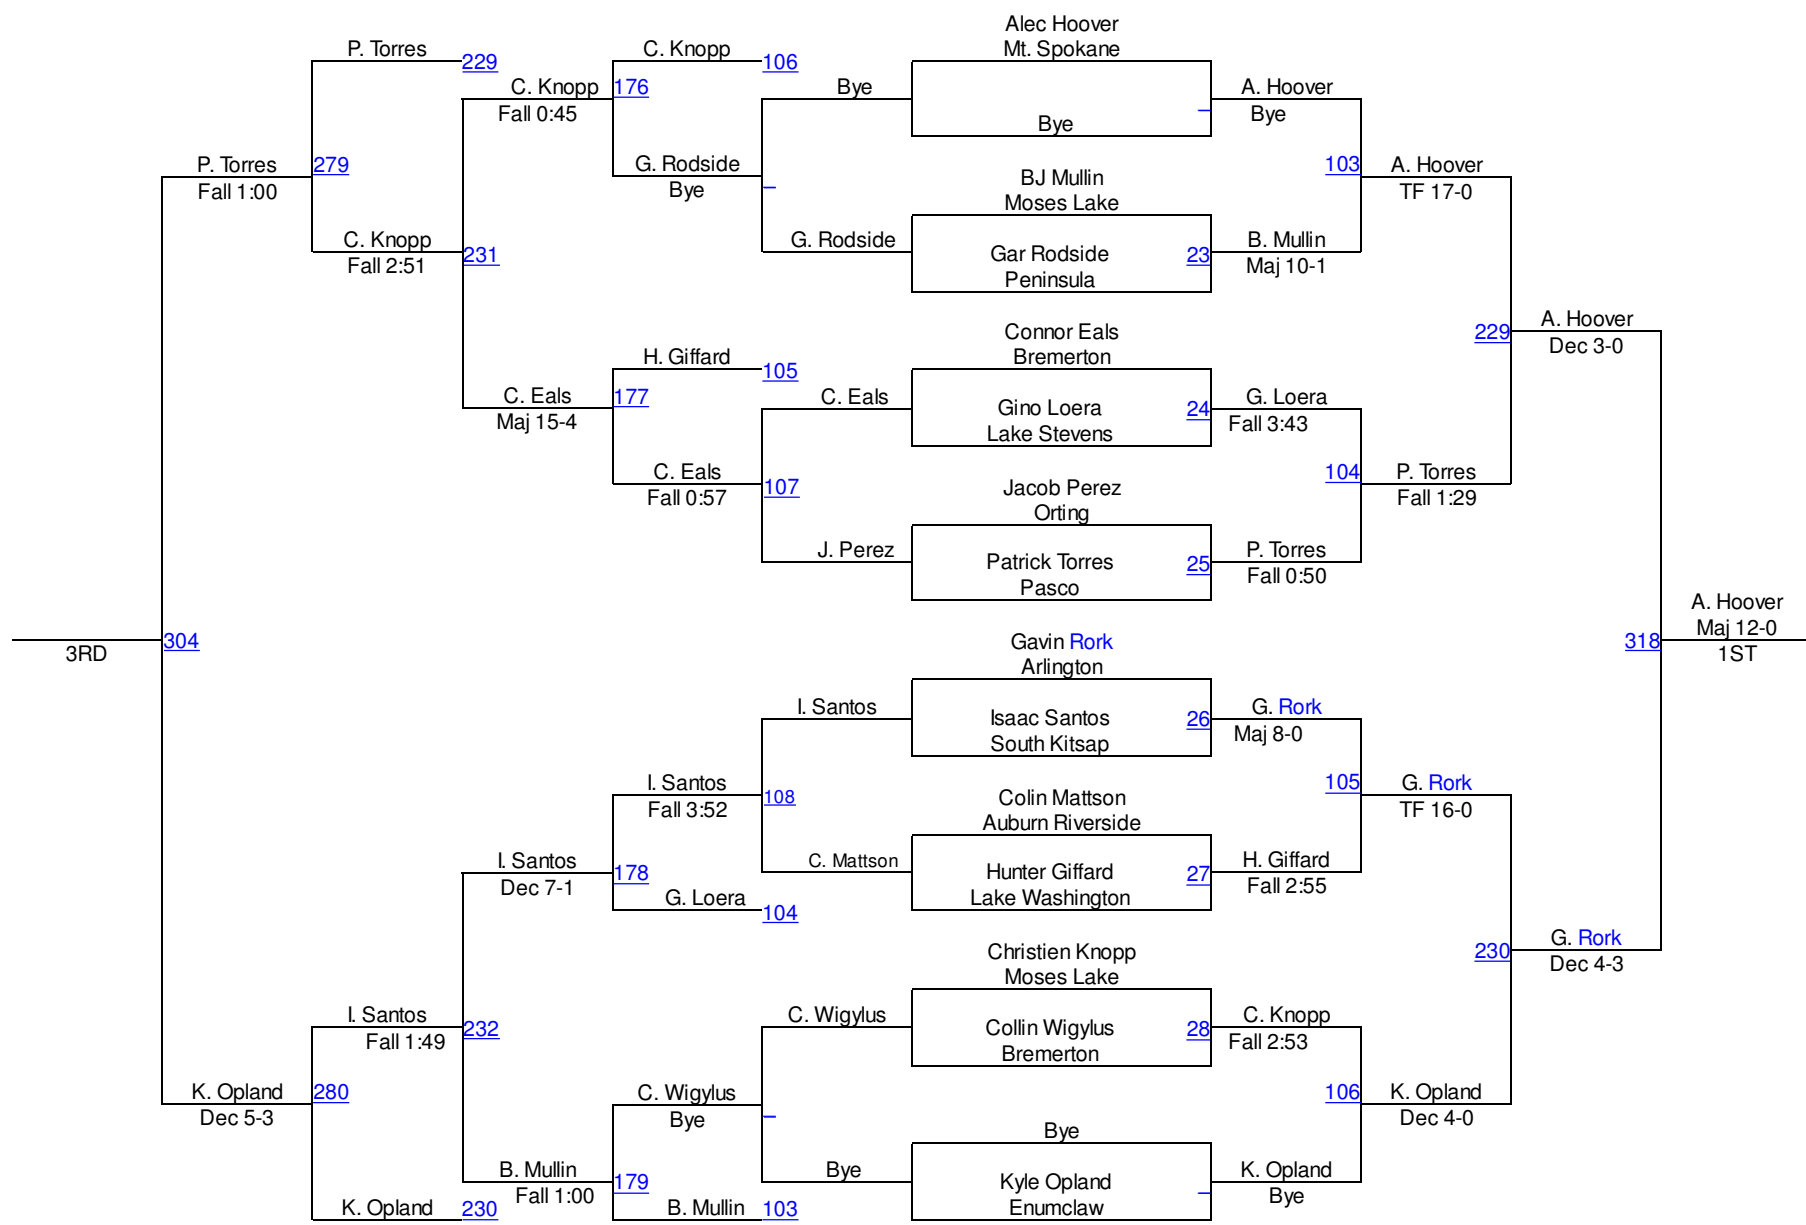 Alec Hoover
P. Torres
229
C. Knopp
106
Mt. Spokane
C. Knopp
176
Bye
A. Hoover
Fall 0:45
Bye
Bye
P. Torres
279
G. Rodside
103
A. Hoover
Fall 1:00
Bye
BJ Mullin
TF 17-0
Moses Lake
C. Knopp
231
G. Rodside
Gar Rodside
23
B. Mullin
Fall 2:51
Peninsula
Maj 10-1
Connor Eals
229
A. Hoover
H. Giffard
105
Bremerton
Dec 3-0
C. Eals
177
C. Eals
Gino Loera
24
G. Loera
Maj 15-4
Lake Stevens
Fall 3:43
C. Eals
107
Jacob Perez
104
P. Torres
Fall 0:57
Orting
Fall 1:29
J. Perez
Patrick Torres
25
P. Torres
Pasco
Fall 0:50
A. Hoover
304
Gavin Rork
318
Maj 12-0
3RD
Arlington
1ST
I. Santos
Isaac Santos
26
G. Rork
South Kitsap
Maj 8-0
I. Santos
108
Colin Mattson
105
G. Rork
Fall 3:52
Auburn Riverside
TF 16-0
I. Santos
178
C. Mattson
Hunter Giffard
27
H. Giffard
Dec 7-1
G. Loera
104
Lake Washington
Fall 2:55
Christien Knopp
230
G. Rork
Moses Lake
Dec 4-3
I. Santos
232
C. Wigylus
Collin Wigylus
28
C. Knopp
Fall 1:49
Bremerton
Fall 2:53
K. Opland
280
C. Wigylus
106
K. Opland
Dec 5-3
Bye
Bye
Dec 4-0
B. Mullin
179
Bye
Kyle Opland
K. Opland
Fall 1:00
Enumclaw
Bye
K. Opland
230
B. Mullin
103